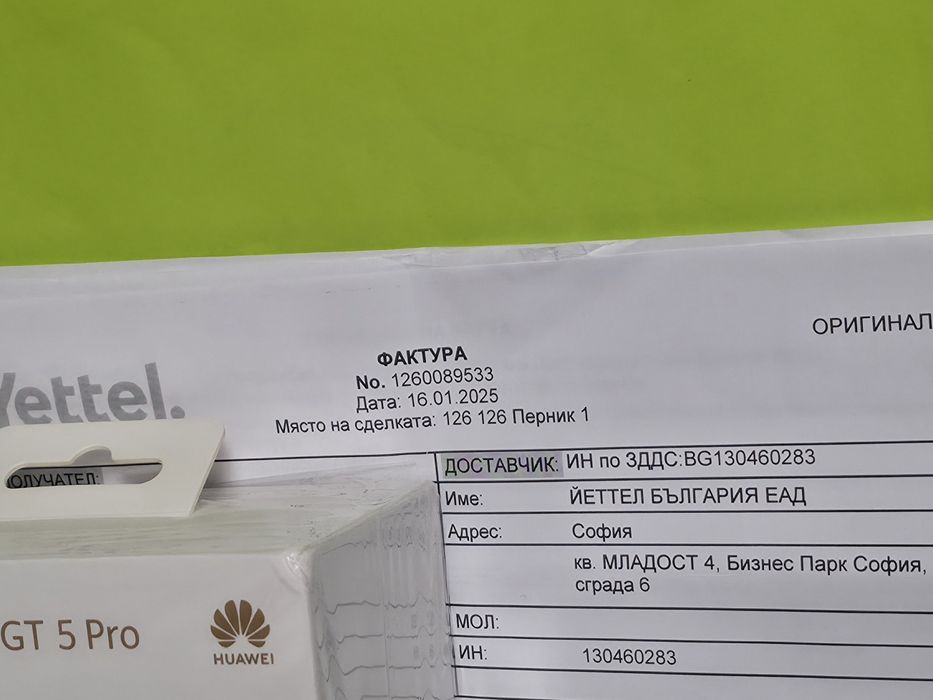 ОРИГИНАЛ
ФАКТУРА
No. 1260089533
Дата: 16.01.2025
Място на сделката: 126 126 Перник 1
Yettel.
ПОЛУЧАТЕЛ:
ДОСТАВЧИК: ИН по ЗДДС:BG130460283
Име: ЙЕТТЕЛ БЪЛГАРИЯ ЕАД
Адрес: София
кв. МЛАДОСТ 4, Бизнес Парк София,
сграда 6
МОЛ:
ИН: 130460283
GT 5 Pro
HUAWEI